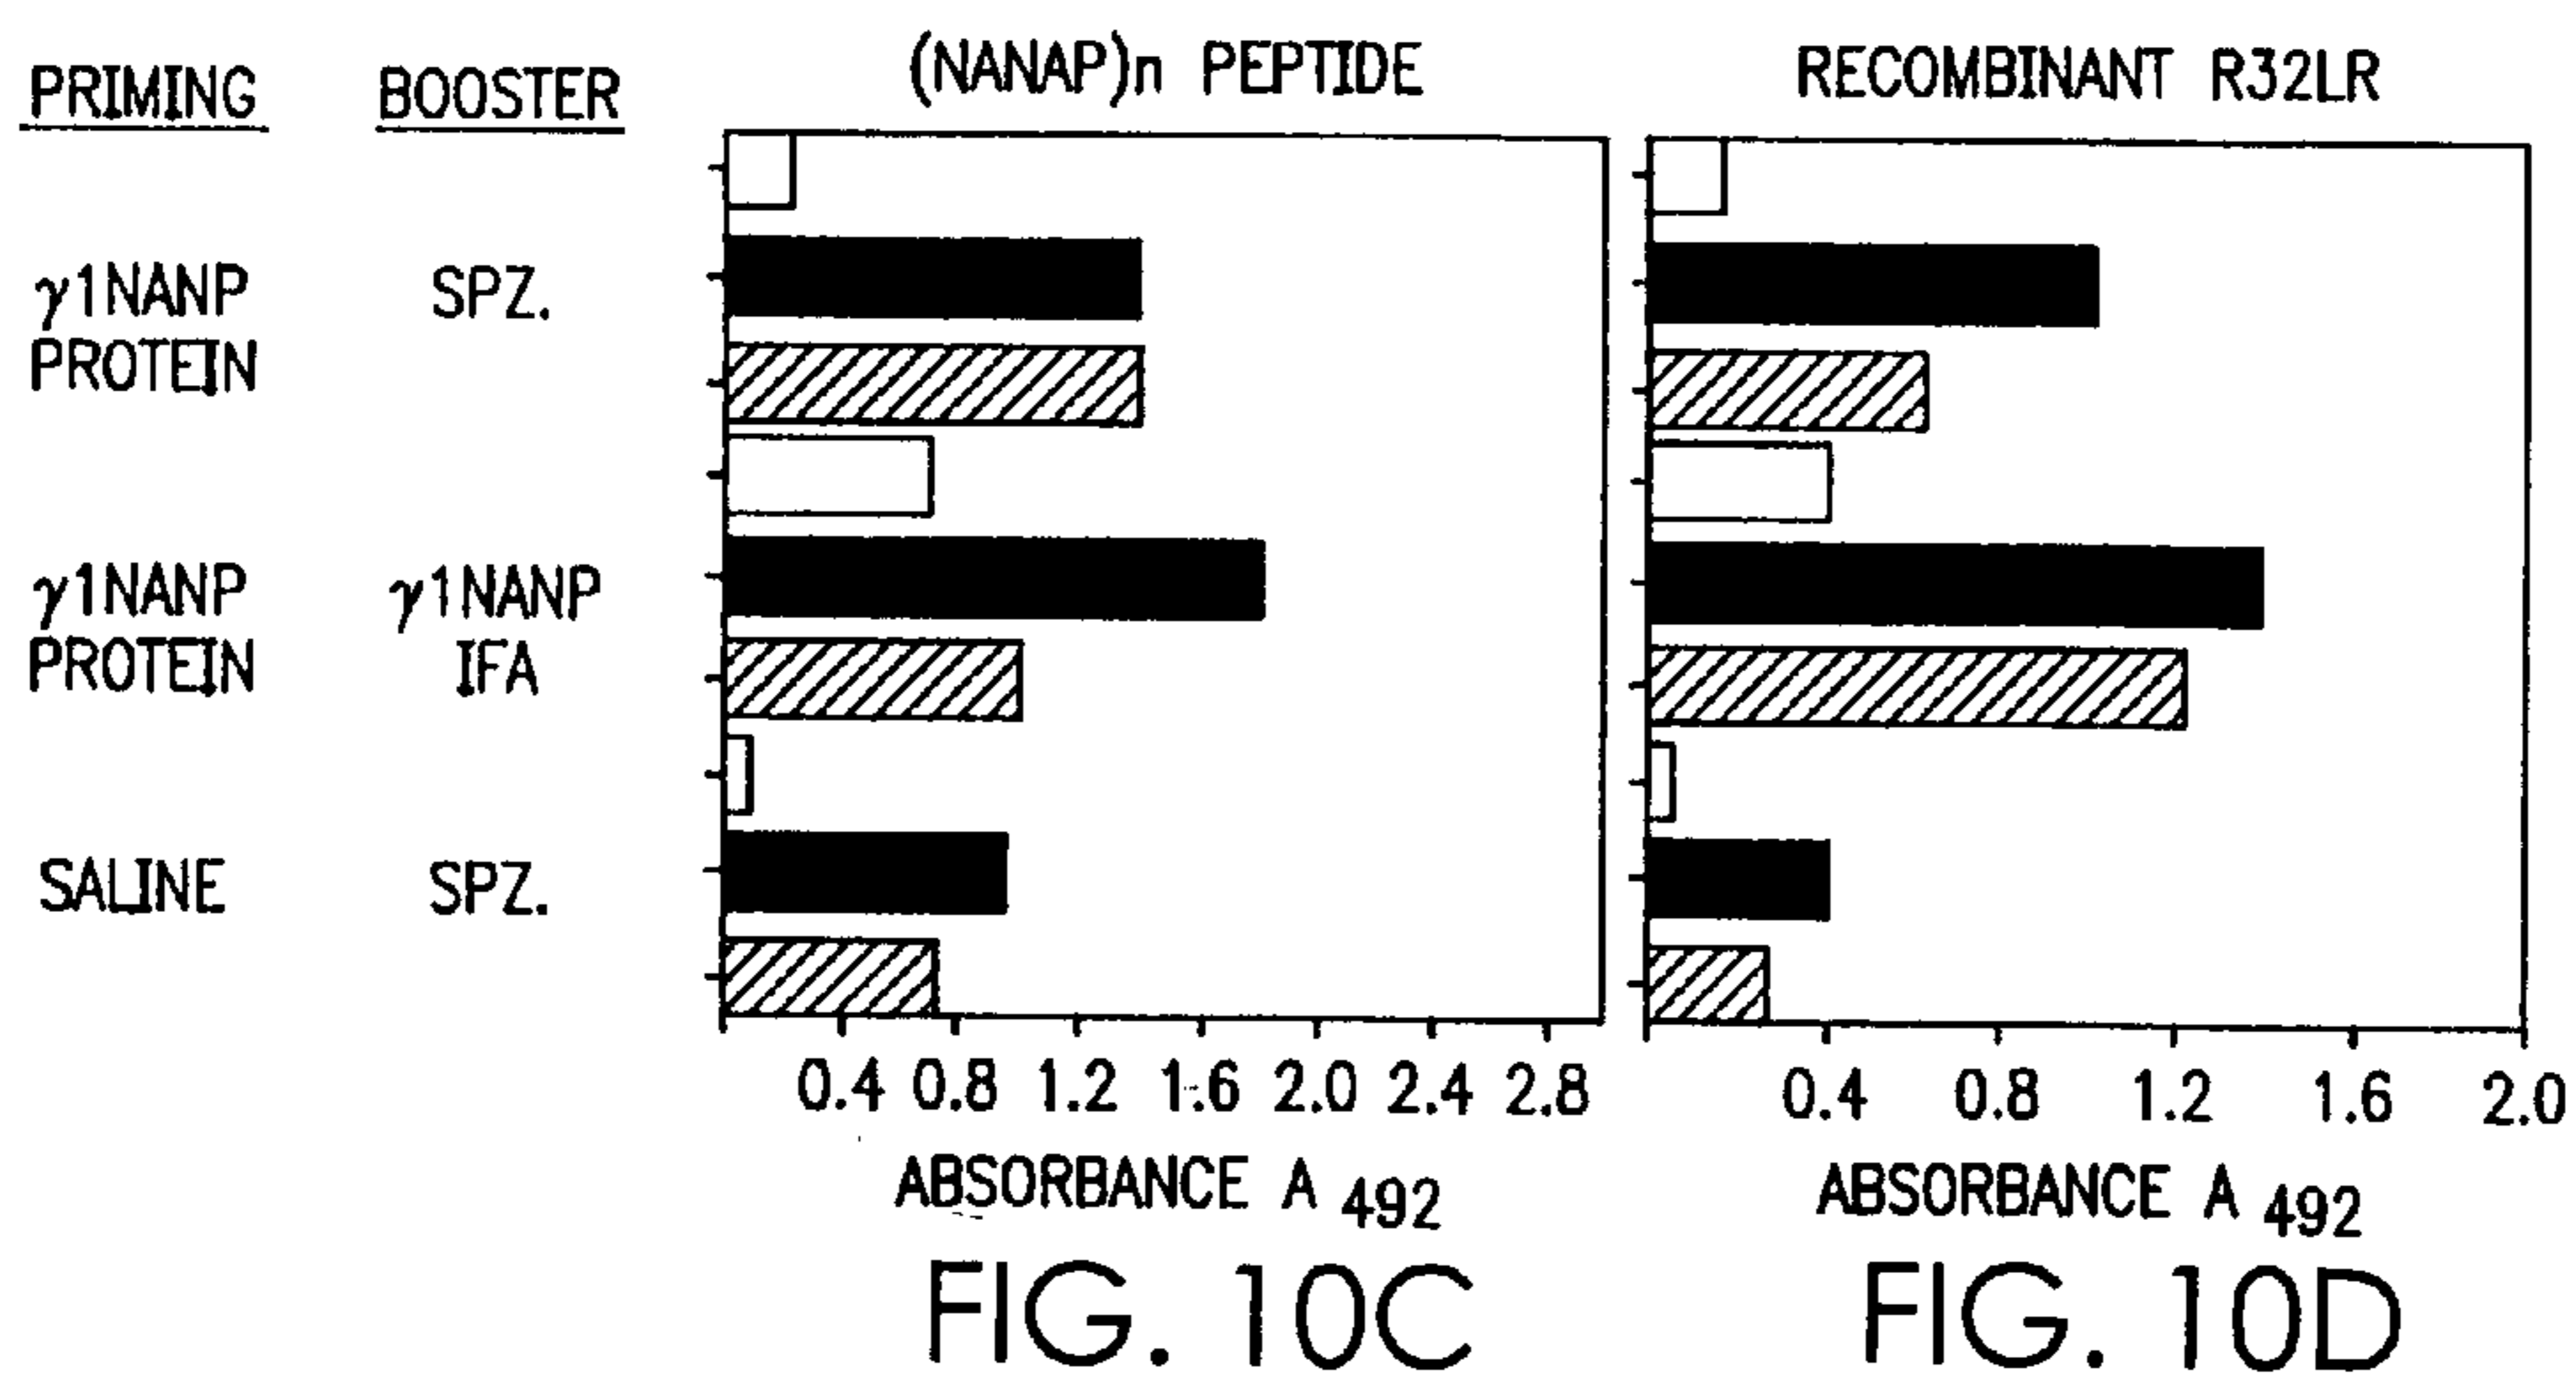 PRIMING BOOSTER
(NANAP)n PEPTIDE RECOMBINANT R32LR
γ1NANP SPZ.
PROTEIN
γ1NANP γ1NANP
PROTEIN IFA
SALINE SPZ.
0.4 0.8 1.2 1.6 2.0 2.4 2.8
0.4 0.8 1.2 1.6 2.0
ABSORBANCE A 492 ABSORBANCE A 492
FIG. 10C FIG. 10D